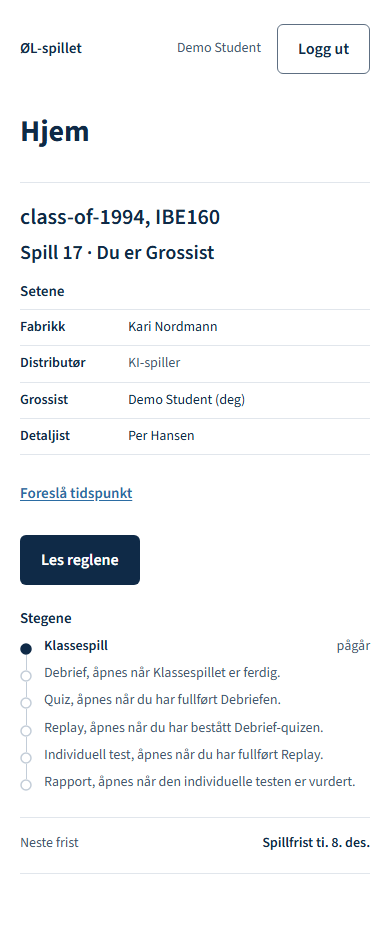 ØL-spillet
Demo Student
Logg ut
Hjem
class-of-1994, IBE160
Spill 17 · Du er Grossist
Setene
Fabrikk Kari Nordmann
Distributør KI-spiller
Grossist Demo Student (deg)
Detaljist Per Hansen
Foreslå tidspunkt
Les reglene
Stegene
Klassespill pågår
Debrief, åpnes når Klassespillet er ferdig.
Quiz, åpnes når du har fullført Debriefen.
Replay, åpnes når du har bestått Debrief-quizen.
Individuell test, åpnes når du har fullført Replay.
Rapport, åpnes når den individuelle testen er vurdert.
Neste frist Spillfrist ti. 8. des.